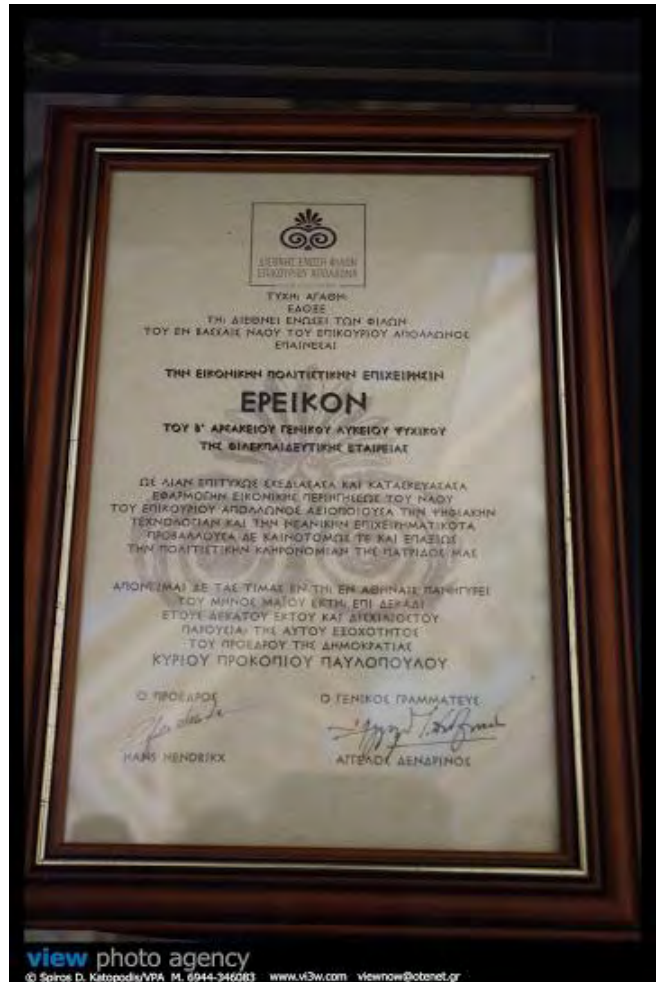 ΔΙΕΘΝΗΣ ΕΝΩΣΗ ΦΙΛΩΝ
ΕΠΙΚΟΥΡΙΟΥ ΑΠΟΛΛΩΝΑ
ΤΥΧΗΙ ΑΓΑΘΗΙ
ΕΔΟΞΕ
ΤΗΙ ΔΙΕΘΝΕΙ ΕΝΩΣΕΙ ΤΩΝ ΦΙΛΩΝ
ΤΟΥ ΕΝ ΒΑΣΣΑΙΣ ΝΑΟΥ ΤΟΥ ΕΠΙΚΟΥΡΙΟΥ ΑΠΟΛΛΩΝΟΣ
ΕΠΑΙΝΕΣΑΙ
ΤΗΝ ΕΙΚΟΝΙΚΗΝ ΠΟΛΙΤΙΣΤΙΚΗΝ ΕΠΙΧΕΙΡΗΣΙΝ
ΕΡΕΙΚΟΝ
ΤΟΥ Β' ΑΡΣΑΚΕΙΟΥ ΓΕΝΙΚΟΥ ΛΥΚΕΙΟΥ ΨΥΧΙΚΟΥ
ΤΗΣ ΦΙΛΕΚΠΑΙΔΕΥΤΙΚΗΣ ΕΤΑΙΡΕΙΑΣ
ΩΣ ΛΙΑΝ ΕΠΙΤΥΧΩΣ ΣΧΕΔΙΑΣΑΣΑ ΚΑΙ ΚΑΤΑΣΚΕΥΑΣΑΣΑ
ΕΦΑΡΜΟΓΗΝ ΕΙΚΟΝΙΚΗΣ ΠΕΡΙΗΓΗΣΕΩΣ ΤΟΥ ΝΑΟΥ
ΤΟΥ ΕΠΙΚΟΥΡΙΟΥ ΑΠΟΛΛΩΝΟΣ ΑΞΙΟΠΟΙΟΥΣΑ ΤΗΝ ΨΗΦΙΑΚΗΝ
ΤΕΧΝΟΛΟΓΙΑΝ ΚΑΙ ΤΗΝ ΝΕΑΝΙΚΗΝ ΕΠΙΧΕΙΡΗΜΑΤΙΚΟΤΑ
ΠΡΟΒΑΛΛΟΥΣΑ ΔΕ ΚΑΙΝΟΤΟΜΩΣ ΤΕ ΚΑΙ ΕΠΑΞΙΩΣ
ΤΗΝ ΠΟΛΙΤΙΣΤΙΚΗΝ ΚΛΗΡΟΝΟΜΙΑΝ ΤΗΣ ΠΑΤΡΙΔΟΣ ΜΑΣ
ΑΠΟΝΕΙΜΑΙ ΔΕ ΤΑΣ ΤΙΜΑΣ ΕΝ ΤΗΙ ΕΝ ΑΘΗΝΑΙΣ ΠΑΝΗΓΥΡΕΙ
ΤΟΥ ΜΗΝΟΣ ΜΑΪΟΥ ΕΚΤΗΙ ΕΠΙ ΔΕΚΑΔΙ
ΕΤΟΥΣ ΔΕΚΑΤΟΥ ΕΚΤΟΥ ΚΑΙ ΔΙΣΧΙΛΙΟΣΤΟΥ
ΠΑΡΟΥΣΙΑΙ ΤΗΣ ΑΥΤΟΥ ΕΞΟΧΟΤΗΤΟΣ
ΤΟΥ ΠΡΟΕΔΡΟΥ ΤΗΣ ΔΗΜΟΚΡΑΤΙΑΣ
ΚΥΡΙΟΥ ΠΡΟΚΟΠΙΟΥ ΠΑΥΛΟΠΟΥΛΟΥ
Ο ΠΡΟΕΔΡΟΣ Ο ΓΕΝΙΚΟΣ ΓΡΑΜΜΑΤΕΥΣ
HANS HENDRIKX ΑΓΓΕΛΟΣ ΔΕΝΔΡΙΝΟΣ
view photo agency
© Spiros D. Katopodis/VPA M. 6944-346083 www.vi3w.com viewnow@otenet.gr